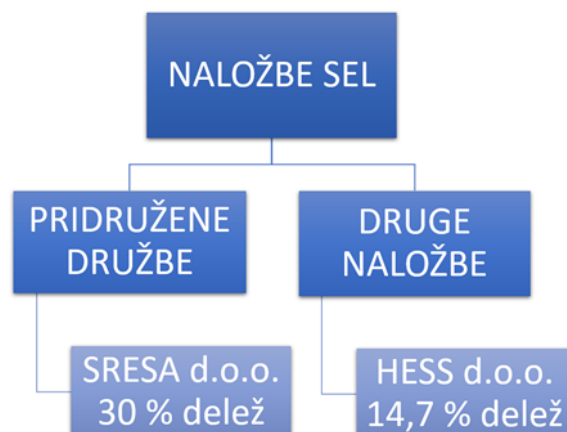 NALOŽBE SEL
PRIDRUŽENE
DRUŽBE
DRUGE
NALOŽBE
SRESA d.o.o.
30 % delež
HESS d.o.o.
14,7 % delež